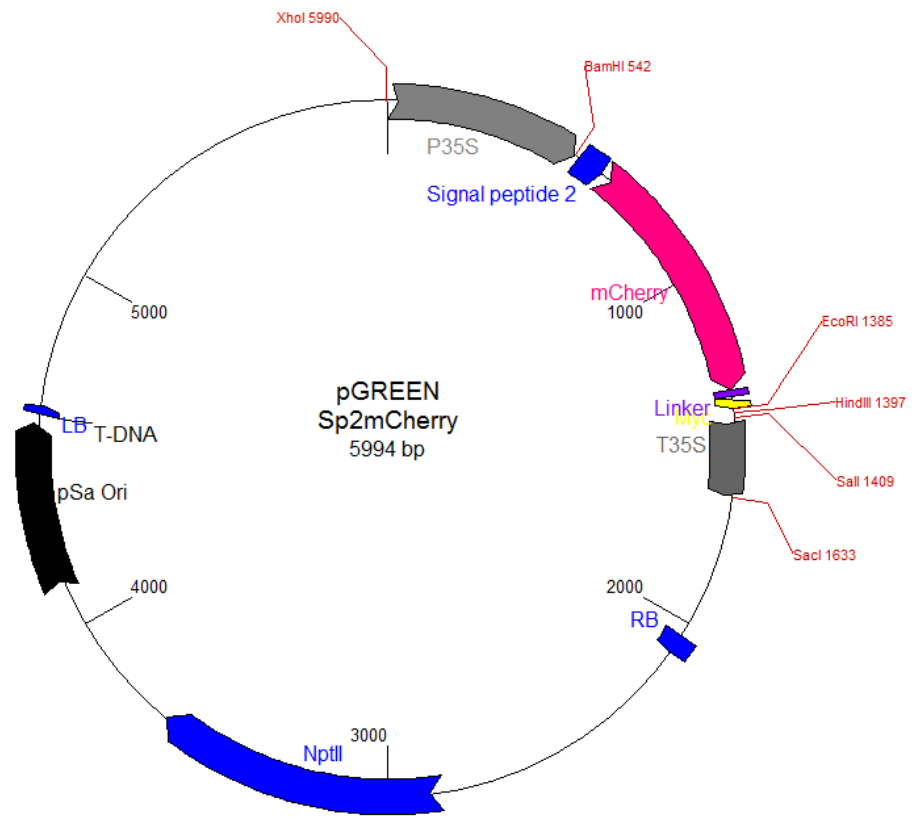 XhoI 5990
BamHI 542
P35S
Signal peptide 2
mCherry
1000
5000
EcoRI 1385
pGREEN
Sp2mCherry
5994 bp
HindIII 1397
Linker
Myc
LB
T-DNA
T35S
pSa Ori
SalI 1409
SacI 1633
4000
2000
RB
3000
NptII